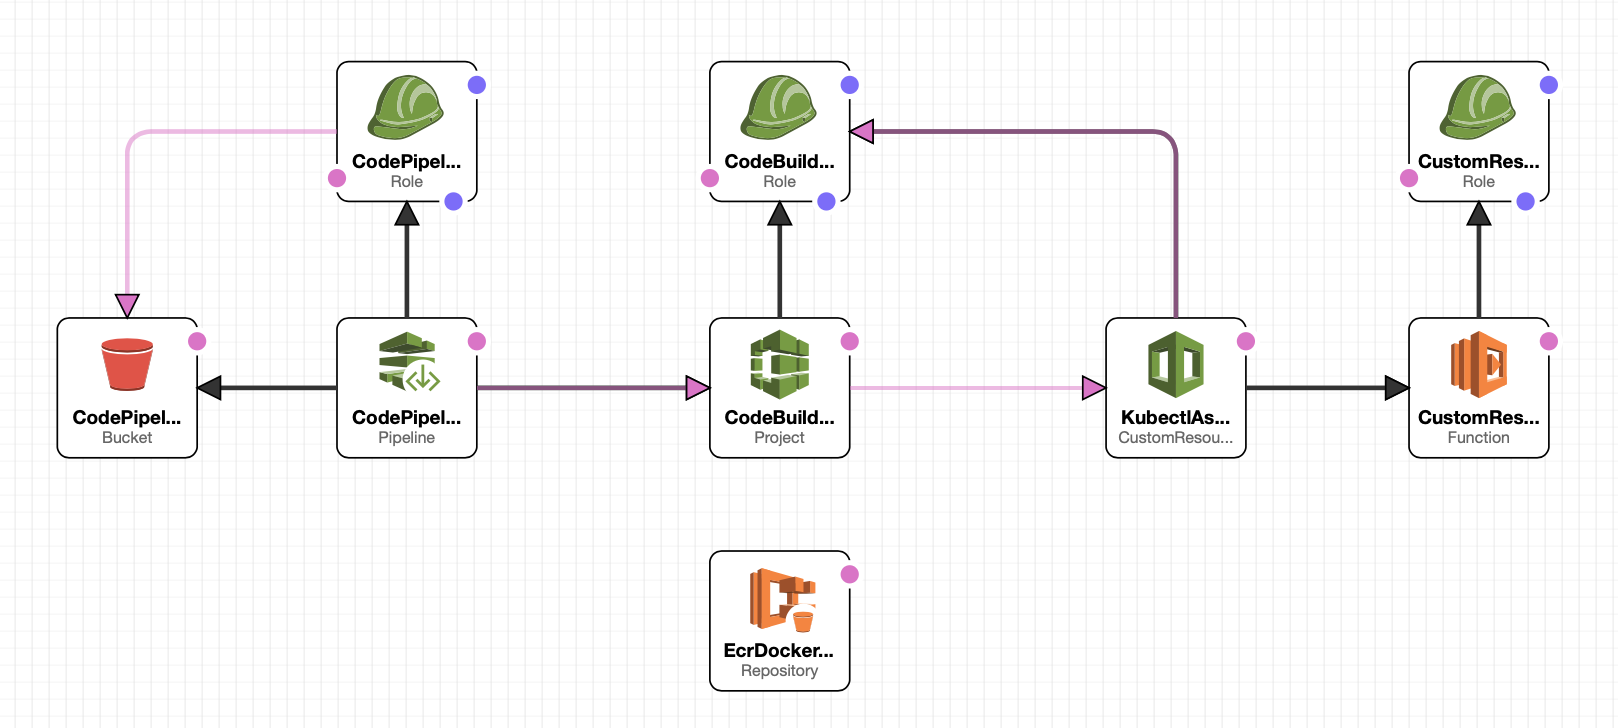 CodePipel...
Role
CodeBuild...
Role
CustomRes...
Role
CodePipel...
Bucket
CodePipel...
Pipeline
CodeBuild...
Project
KubectlAs...
CustomResou...
CustomRes...
Function
EcrDocker...
Repository